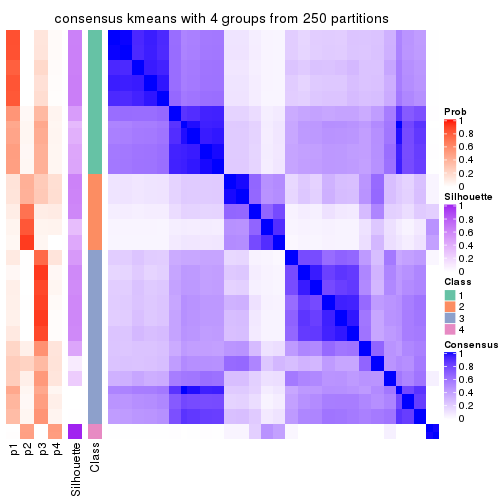 consensus kmeans with 4 groups from 250 partitions
Prob
1
0.8
0.6
0.4
0.2
0
Silhouette
1
0.8
0.6
0.4
0.2
0
Class
1
2
3
4
Consensus
1
0.8
0.6
0.4
0.2
0
p1
p2
p3
p4
Silhouette
Class